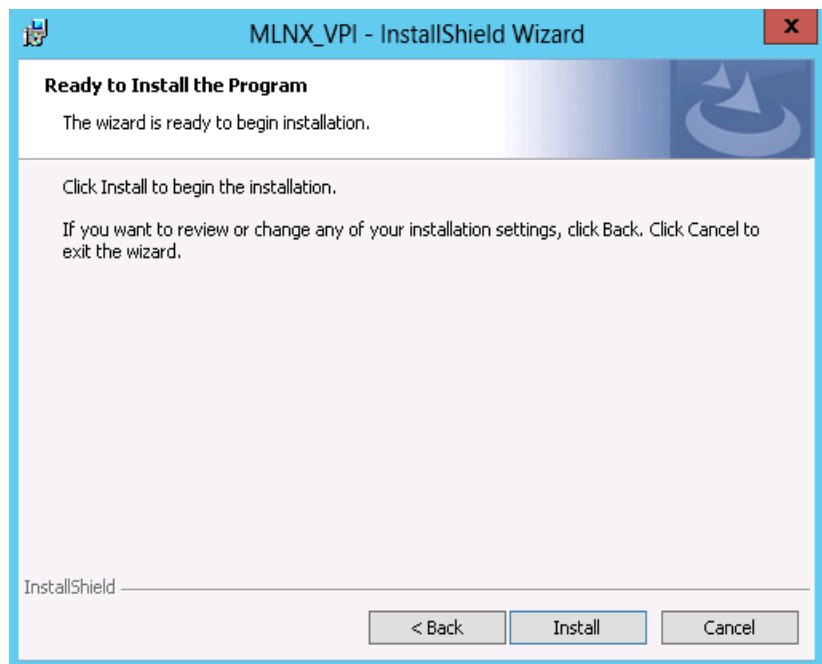 MLNX_VPI - InstallShield Wizard
x
Ready to Install the Program
The wizard is ready to begin installation.
Click Install to begin the installation.
If you want to review or change any of your installation settings, click Back. Click Cancel to
exit the wizard.
InstallShield
< Back Install Cancel